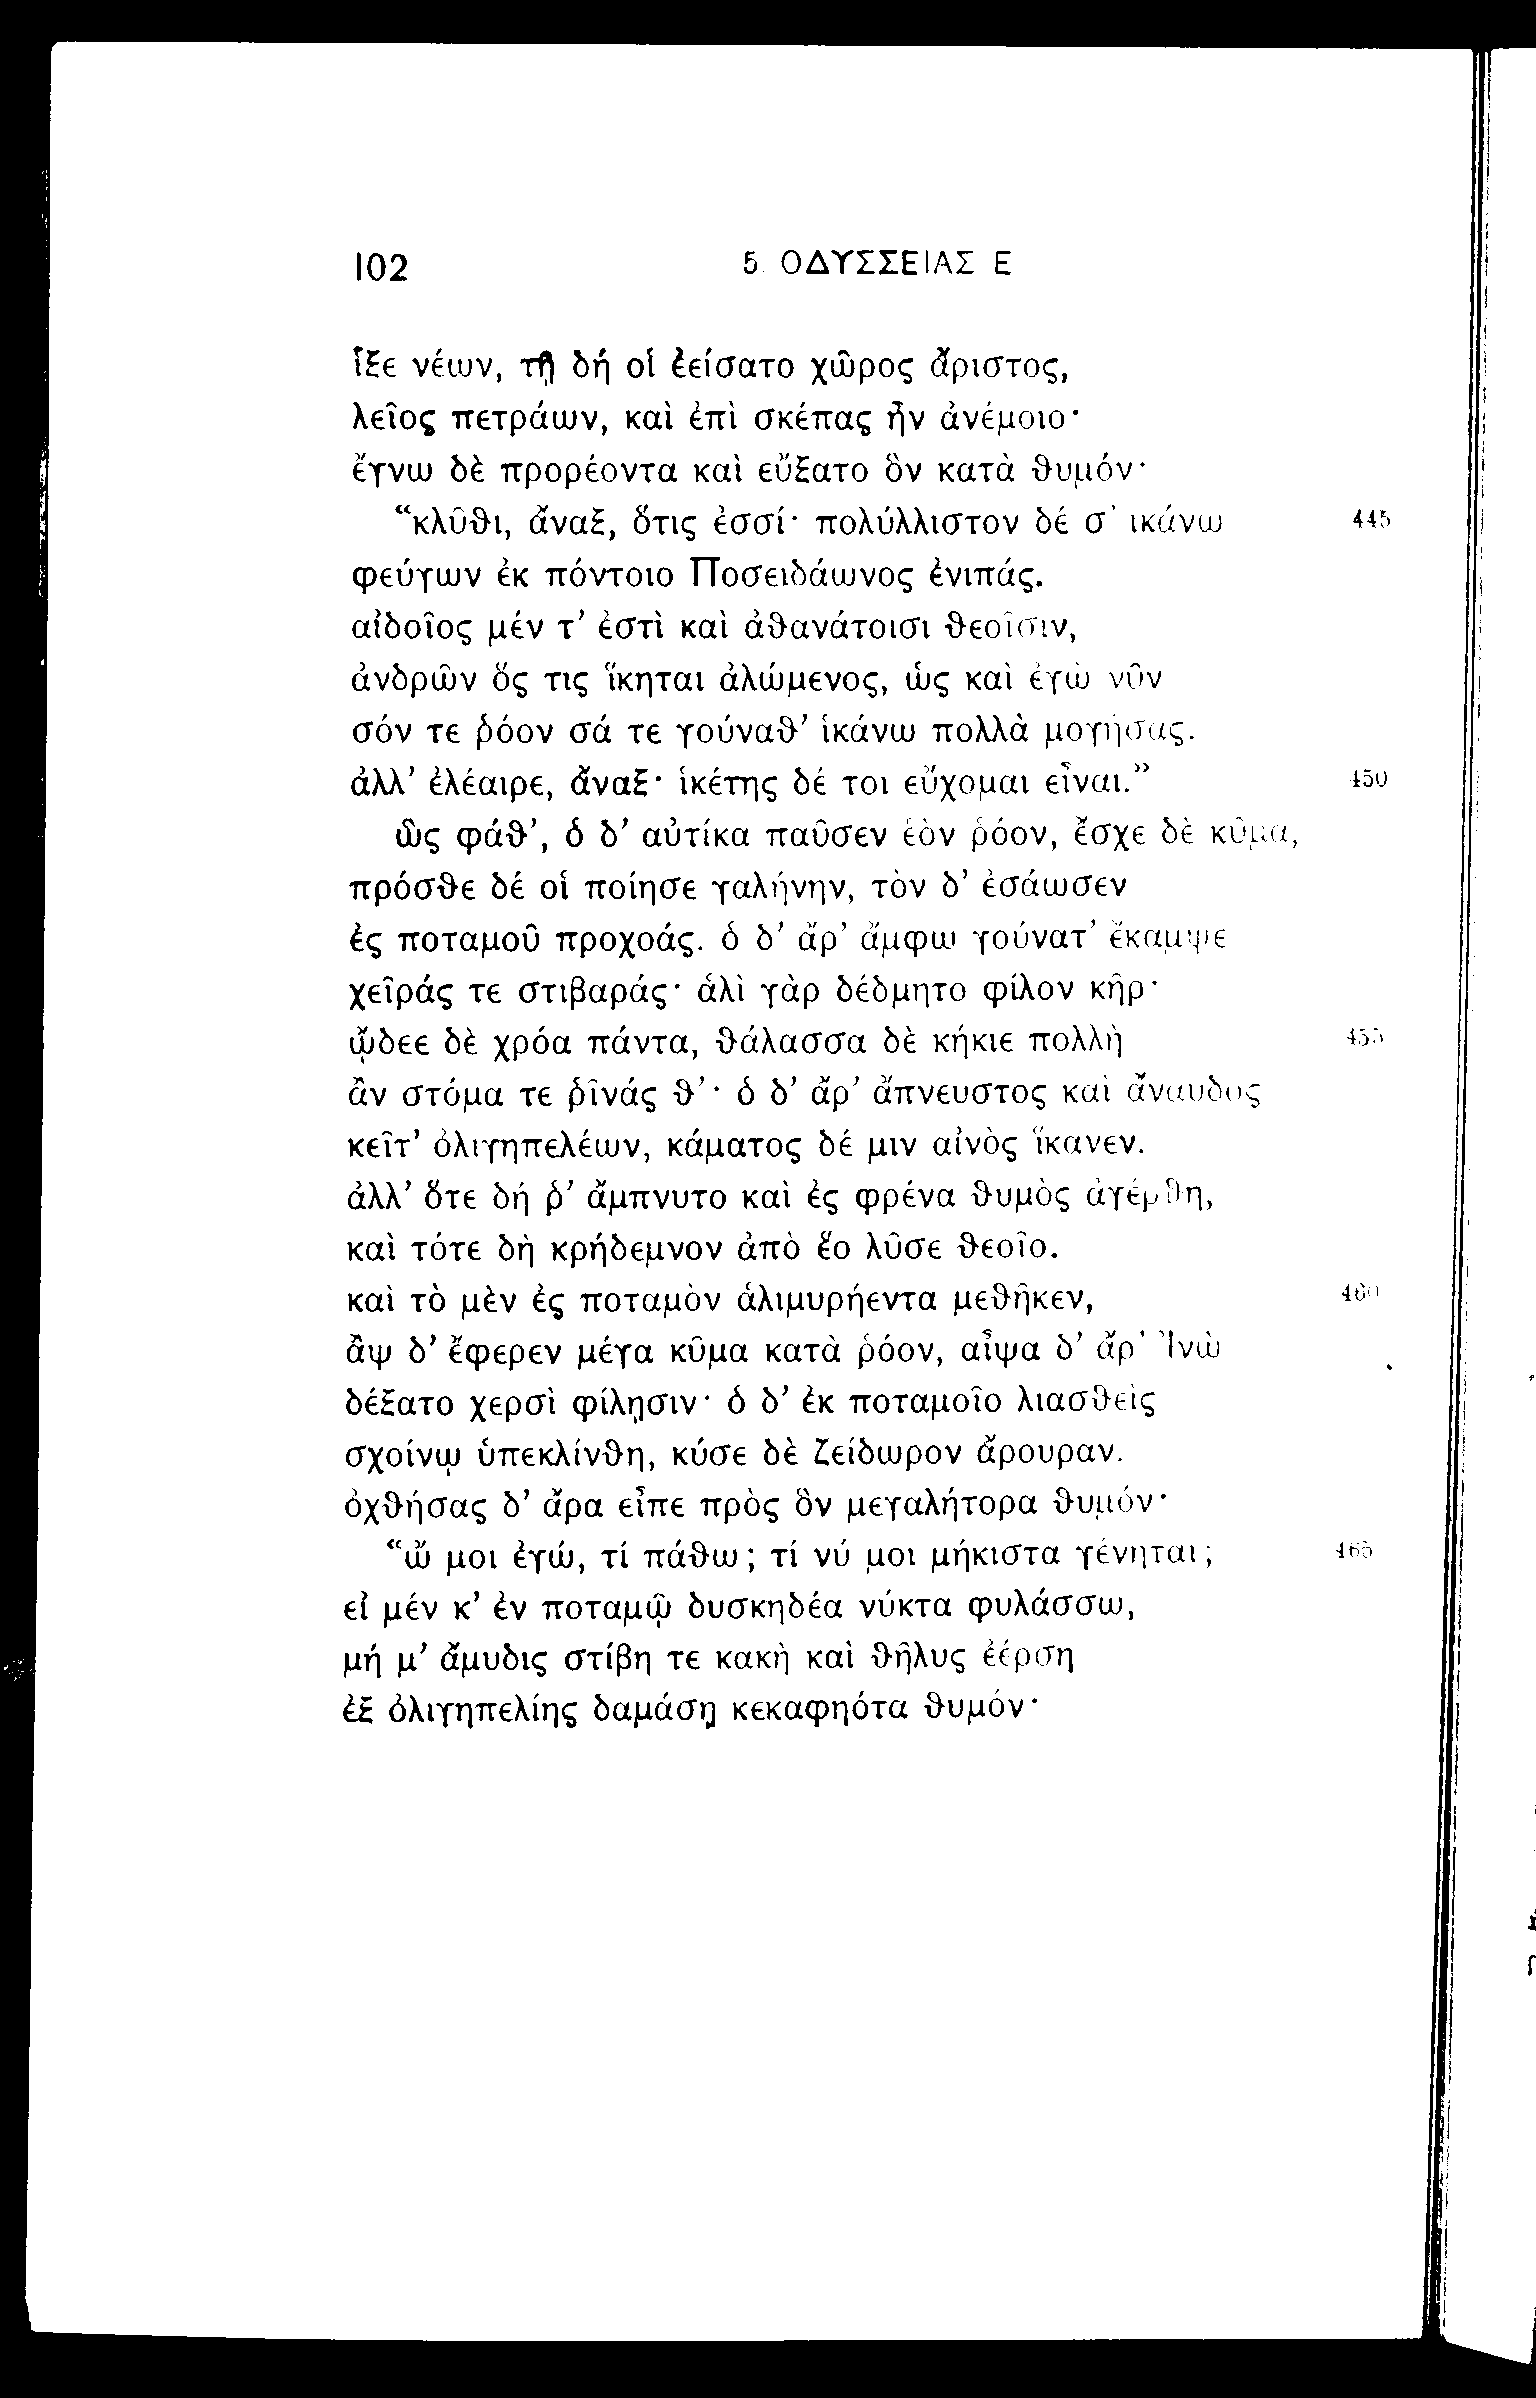 102 5 ΟΔΥΣΣΕΙΑΣ Ε
ἷξε νέων, τῇ δή οἱ ἐείσατο χῶρος ἄριστος,
λεῖος πετράων, καὶ ἐπὶ σκέπας ἦν ἀνέμοιο·
ἔγνω δὲ προρέοντα καὶ εὔξατο ὃν κατὰ θυμόν·
“κλῦθι, ἄναξ, ὅτις ἐσσί· πολύλλιστον δέ σ’ ἱκάνω 445
φεύγων ἐκ πόντοιο Ποσειδάωνος ἐνιπάς.
αἰδοῖος μέν τ’ ἐστὶ καὶ ἀθανάτοισι θεοῖσιν,
ἀνδρῶν ὅς τις ἵκηται ἀλώμενος, ὡς καὶ ἐγὼ νῦν
σόν τε ῥόον σά τε γούναθ’ ἱκάνω πολλὰ μογήσας.
ἀλλ’ ἐλέαιρε, ἄναξ· ἱκέτης δέ τοι εὔχομαι εἶναι.” 450
ὣς φάθ’, ὁ δ’ αὐτίκα παῦσεν ἑὸν ῥόον, ἔσχε δὲ κῦμα,
πρόσθε δέ οἱ ποίησε γαλήνην, τὸν δ’ ἐσάωσεν
ἐς ποταμοῦ προχοάς. ὁ δ’ ἄρ’ ἄμφω γούνατ’ ἔκαμψε
χεῖράς τε στιβαράς· ἁλὶ γὰρ δέδμητο φίλον κῆρ·
ᾤδεε δὲ χρόα πάντα, θάλασσα δὲ κήκιε πολλὴ 455
ἂν στόμα τε ῥῖνάς θ’· ὁ δ’ ἄρ’ ἄπνευστος καὶ ἄναυδος
κεῖτ’ ὀλιγηπελέων, κάματος δέ μιν αἰνὸς ἵκανεν.
ἀλλ’ ὅτε δή ῥ’ ἄμπνυτο καὶ ἐς φρένα θυμὸς ἀγέρθη,
καὶ τότε δὴ κρήδεμνον ἀπὸ ἕο λῦσε θεοῖο.
καὶ τὸ μὲν ἐς ποταμὸν ἁλιμυρήεντα μεθῆκεν, 460
ἂψ δ’ ἔφερεν μέγα κῦμα κατὰ ῥόον, αἶψα δ’ ἄρ’ Ἰνὼ
δέξατο χερσὶ φίλῃσιν· ὁ δ’ ἐκ ποταμοῖο λιασθεὶς
σχοίνῳ ὑπεκλίνθη, κύσε δὲ ζείδωρον ἄρουραν.
ὀχθήσας δ’ ἄρα εἶπε πρὸς ὃν μεγαλήτορα θυμόν·
“ὤ μοι ἐγώ, τί πάθω; τί νύ μοι μήκιστα γένηται; 465
εἰ μέν κ’ ἐν ποταμῷ δυσκηδέα νύκτα φυλάσσω,
μή μ’ ἄμυδις στίβη τε κακὴ καὶ θῆλυς ἐέρση
ἐξ ὀλιγηπελίης δαμάσῃ κεκαφηότα θυμόν·